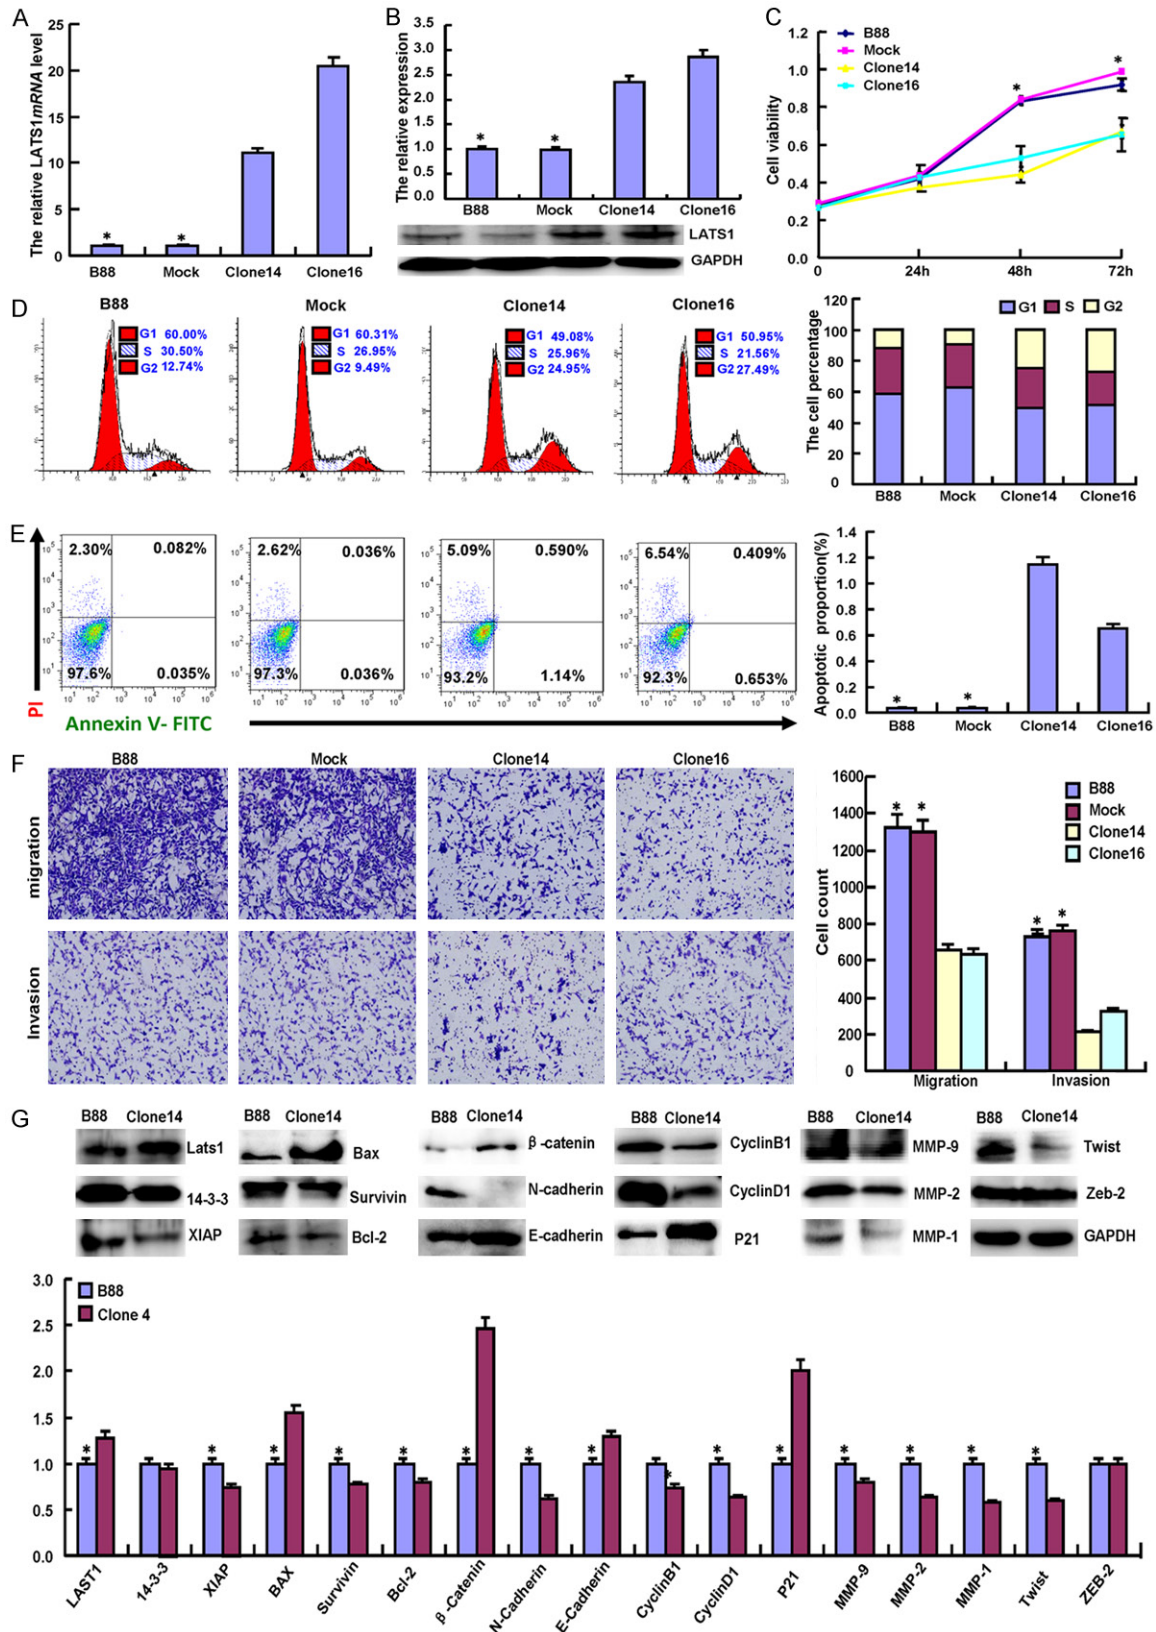 A
The relative LATS1mRNA level
25
20
15
10
5
0
*
*
B88
Mock
Clone14
Clone16
B
The relative expression
3.5
3.0
2.5
2.0
1.5
1.0
0.5
0.0
*
*
B88
Mock
Clone14
Clone16
LATS1
GAPDH
C
Cell viability
1.2
1.0
0.8
0.6
0.4
0.2
0.0
B88
Mock
Clone14
Clone16
*
*
0
24h
48h
72h
D
B88
G1 60.00%
S 30.50%
G2 12.74%
Mock
G1 60.31%
S 26.95%
G2 9.49%
Clone14
G1 49.08%
S 25.96%
G2 24.95%
Clone16
G1 50.95%
S 21.56%
G2 27.49%
The cell percentage
120
100
80
60
40
20
0
G1 S G2
B88
Mock
Clone14
Clone16
E
PI
2.30%
0.082%
97.6%
0.035%
2.62%
0.036%
97.3%
0.036%
5.09%
0.590%
93.2%
1.14%
6.54%
0.409%
92.3%
0.653%
Annexin V- FITC
Apoptotic proportion(%)
1.4
1.2
1.0
0.8
0.6
0.4
0.2
0.0
*
*
B88
Mock
Clone14
Clone16
F
B88
Mock
Clone14
Clone16
migration
Invasion
Cell count
1600
1400
1200
1000
800
600
400
200
0
B88
Mock
Clone14
Clone16
* *
* *
Migration
Invasion
G
B88 Clone14
Lats1
14-3-3
XIAP
B88 Clone14
Bax
Survivin
Bcl-2
B88 Clone14
β-catenin
N-cadherin
E-cadherin
B88 Clone14
CyclinB1
CyclinD1
P21
B88 Clone14
MMP-9
MMP-2
MMP-1
B88 Clone14
Twist
Zeb-2
GAPDH
3.0
2.5
2.0
1.5
1.0
0.5
0.0
B88
Clone 4
* * * * * * * * * * * * * * *
LAST1
14-3-3
XIAP
BAX
Survivin
Bcl-2
β-Catenin
N-Cadherin
E-Cadherin
CyclinB1
CyclinD1
P21
MMP-9
MMP-2
MMP-1
Twist
ZEB-2